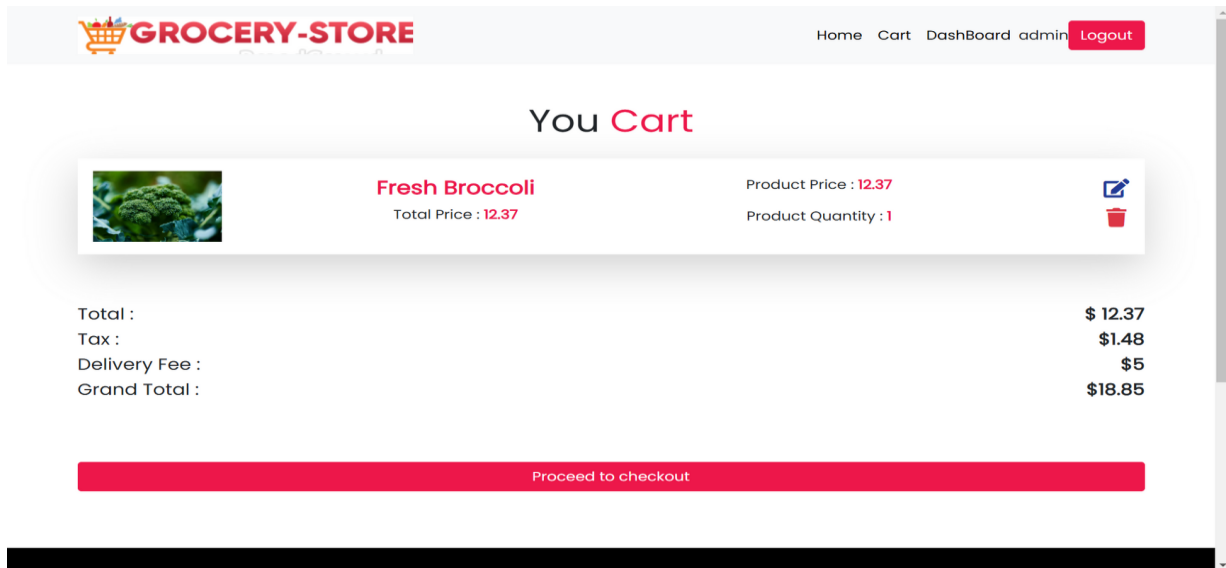 GROCERY-STORE
Home Cart DashBoard admin Logout
You Cart
Fresh Broccoli
Total Price : 12.37
Product Price : 12.37
Product Quantity : 1
Total : $ 12.37
Tax : $1.48
Delivery Fee : $5
Grand Total : $18.85
Proceed to checkout